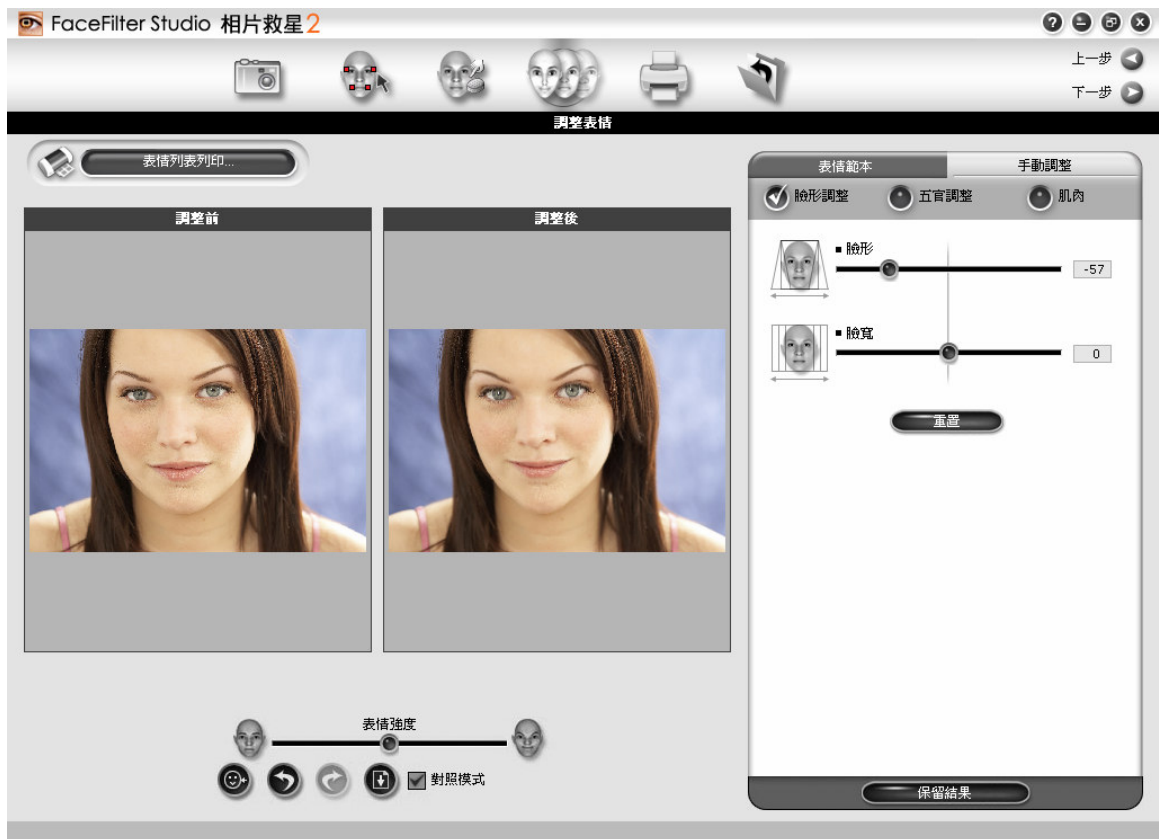 FaceFilter Studio 相片救星2
上一步
下一步
調整表情
表情列表列印...
表情範本
手動調整
臉形調整
五官調整
肌肉
調整前
調整後
臉形
-57
臉寬
0
重置
表情強度
對照模式
保留結果